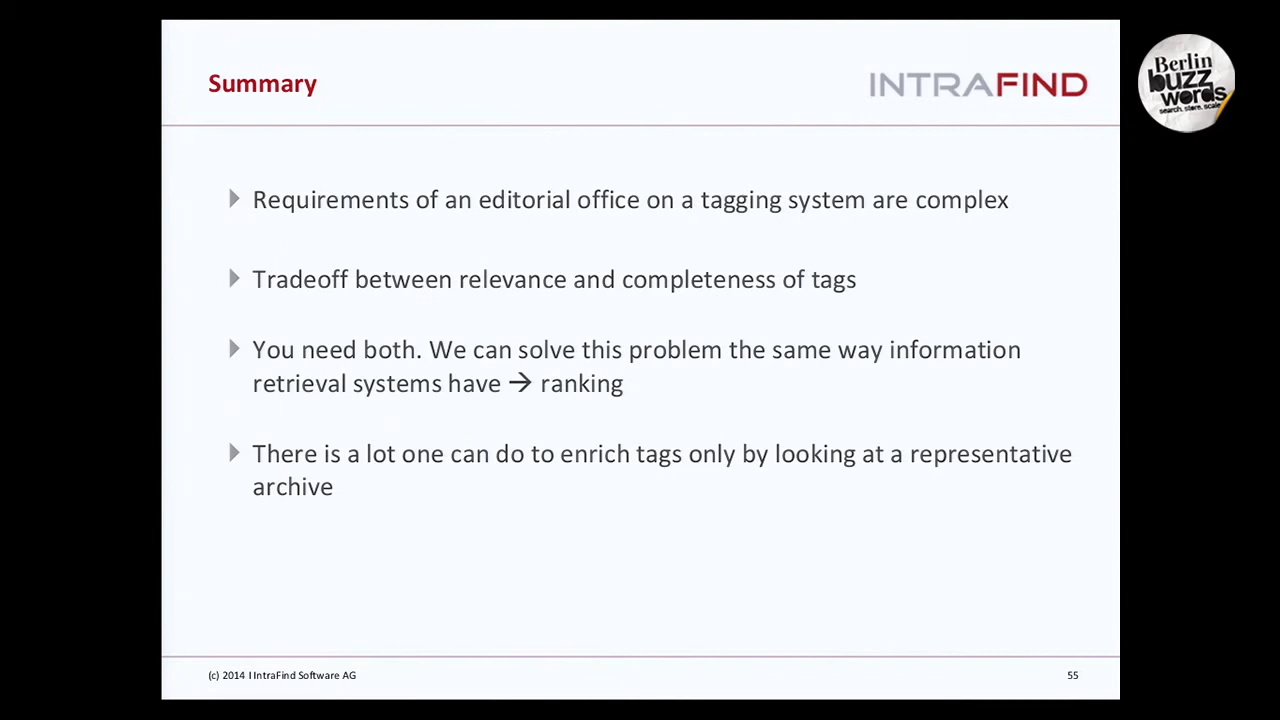 Summary
INTRAFIND
Berlin
buzz
words
search. store. scale
Requirements of an editorial office on a tagging system are complex
Tradeoff between relevance and completeness of tags
You need both. We can solve this problem the same way information
retrieval systems have → ranking
There is a lot one can do to enrich tags only by looking at a representative
archive
(c) 2014 I IntraFind Software AG
55